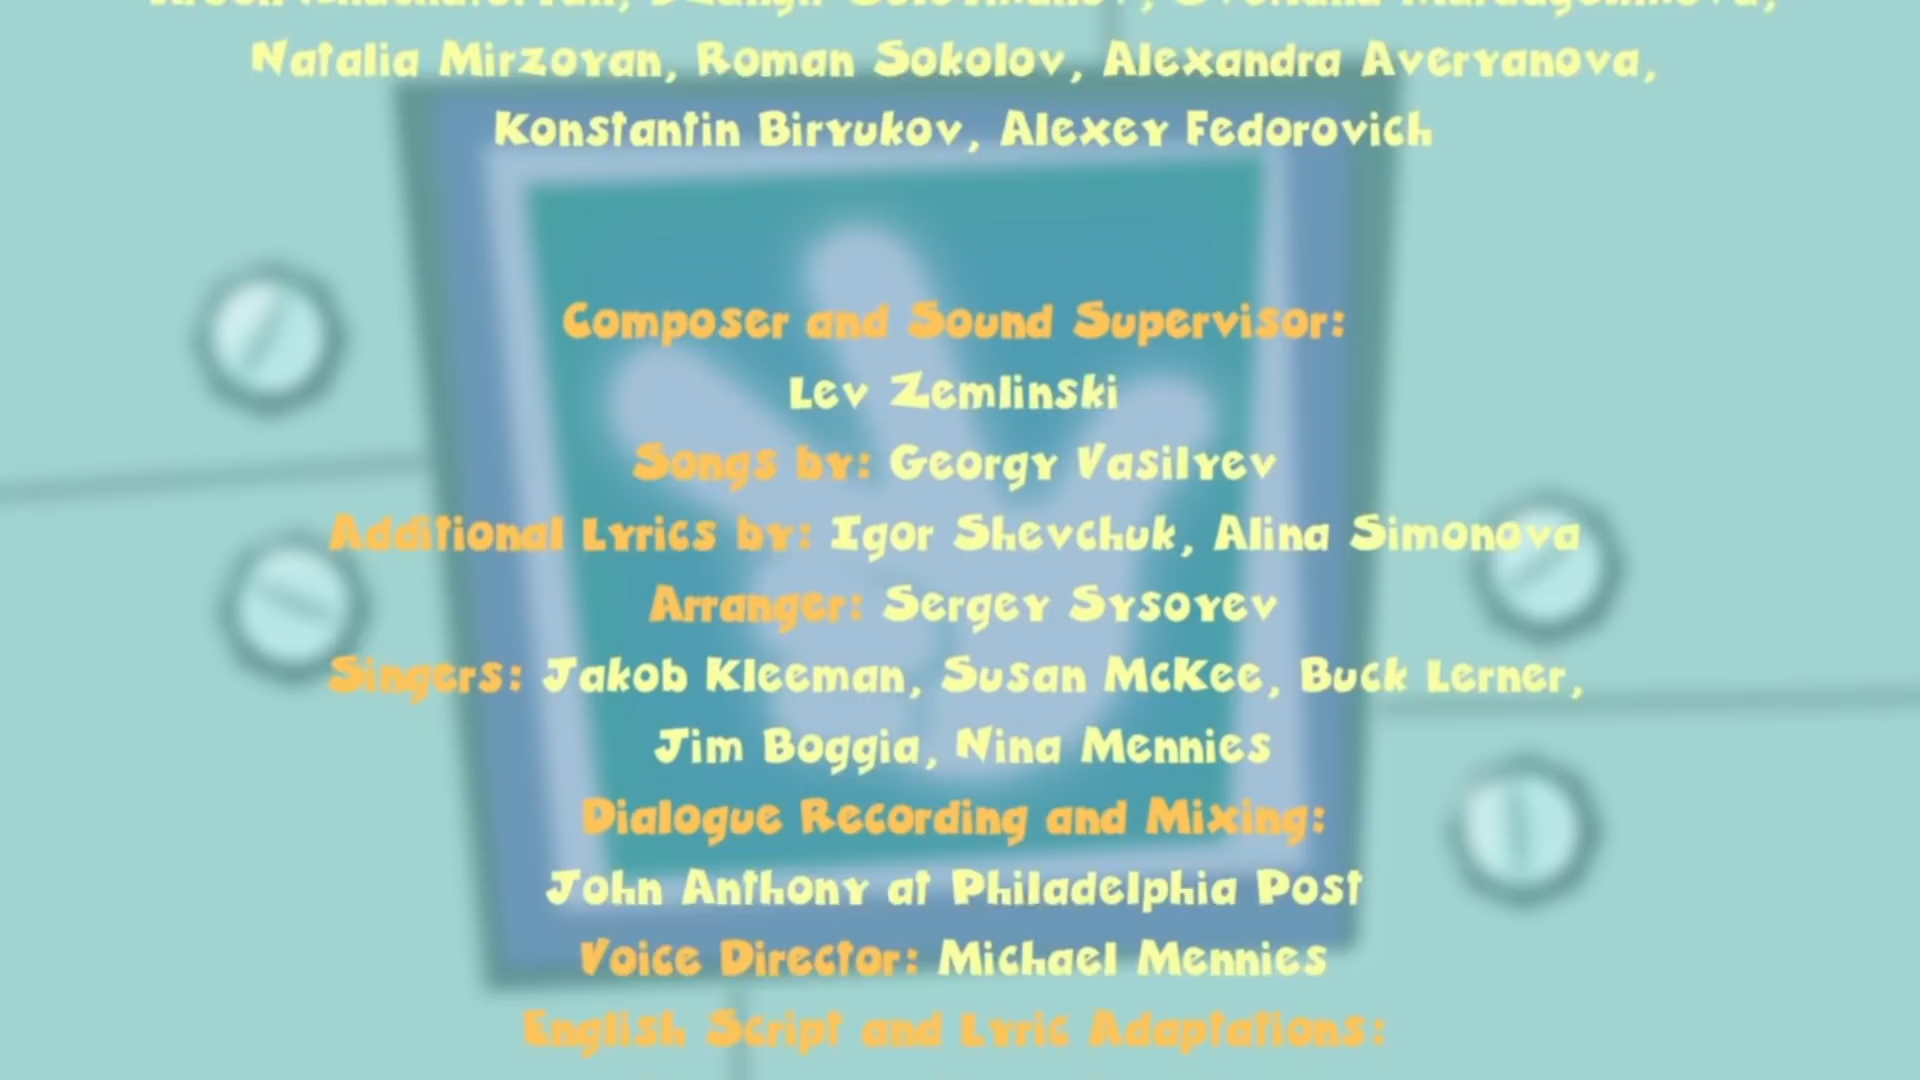 Natalia Mirzoyan, Roman Sokolov, Alexandra Averyanova,
Konstantin Biryukov, Alexey Fedorovich
Composer and Sound Supervisor:
Lev Zemlinski
Songs by: Georgy Vasilyev
Additional Lyrics by: Igor Shevchuk, Alina Simonova
Arranger: Sergey Sysoyev
Singers: Jakob Kleeman, Susan McKee, Buck Lerner,
Jim Boggia, Nina Mennies
Dialogue Recording and Mixing:
John Anthony at Philadelphia Post
Voice Director: Michael Mennies
English Script and Lyric Adaptations: